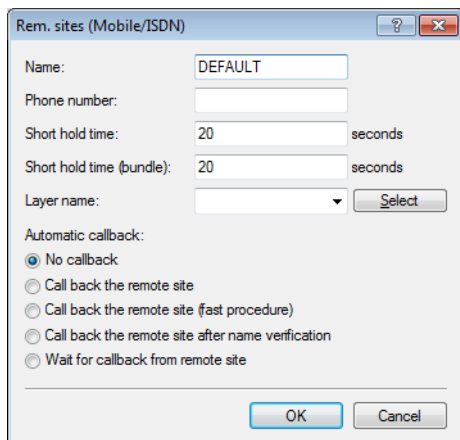 Rem. sites (Mobile/ISDN) ?
Name: DEFAULT
Phone number:
Short hold time: 20 seconds
Short hold time (bundle): 20 seconds
Layer name: Select
Automatic callback:
No callback
Call back the remote site
Call back the remote site (fast procedure)
Call back the remote site after name verification
Wait for callback from remote site
OK Cancel